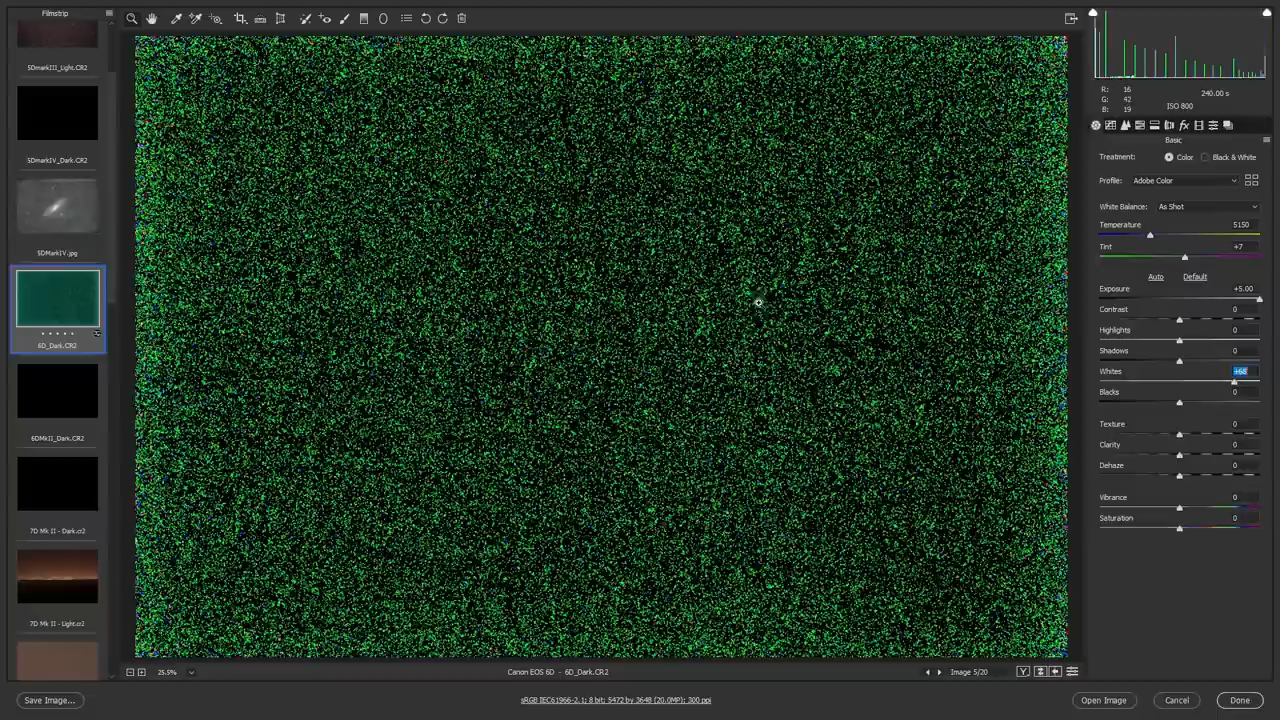 Filmstrip
5DmarkIII_Light.CR2
5DmarkIV_Dark.CR2
5DMarkIV.jpg
6D_Dark.CR2
6DMkII_Dark.CR2
7D Mk II - Dark.cr2
7D Mk II - Light.cr2
25.5%
Canon EOS 6D - 6D_Dark.CR2
Image 5/20
Save Image...
sRGB IEC61966-2.1; 8 bit; 5472 by 3648 (20.0MP); 300 ppi
Open Image
Cancel
Done
R: 16
G: 42
B: 19
240.00 s
ISO 800
fx
Basic
Treatment: Color Black & White
Profile: Adobe Color
White Balance: As Shot
Temperature 5150
Tint +7
Auto Default
Exposure +5.00
Contrast 0
Highlights 0
Shadows 0
Whites +68
Blacks 0
Texture 0
Clarity 0
Dehaze 0
Vibrance 0
Saturation 0
Y